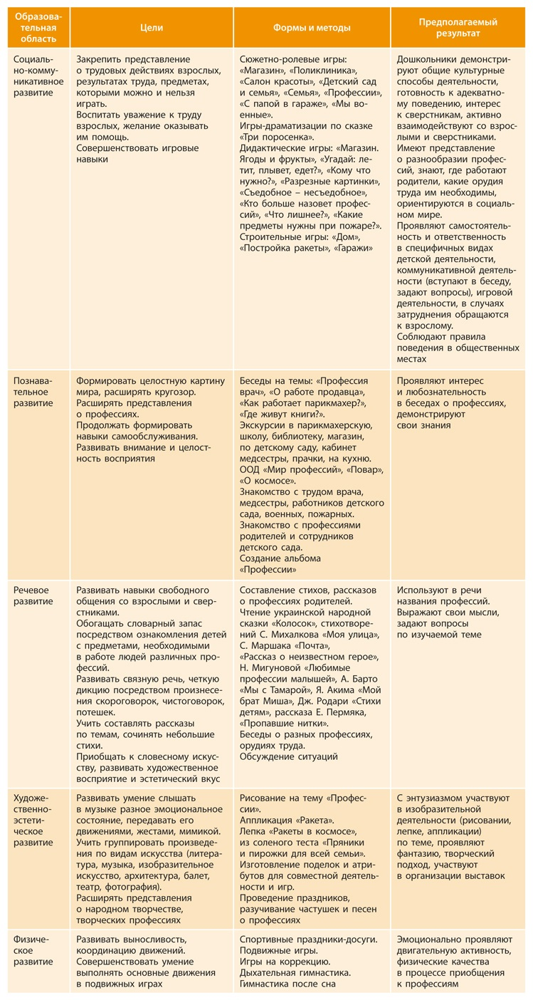 Образова-
тельная
область
Цели
Формы и методы
Предполагаемый
результат
Социаль-
но-комму-
никативное
развитие
Закрепить представление
о трудовых действиях взрослых,
результатах труда, предметах,
которыми можно и нельзя
играть.
Воспитать уважение к труду
взрослых, желание оказывать
им помощь.
Совершенствовать игровые
навыки
Сюжетно-ролевые игры:
«Магазин», «Поликлиника»,
«Салон красоты», «Детский сад
и семья», «Семья», «Профессии»,
«С папой в гараже», «Мы во-
енные».
Игры-драматизации по сказке
«Три поросенка».
Дидактические игры: «Магазин.
Ягоды и фрукты», «Угадай: ле-
тит, плывет, едет?», «Кому что
нужно?», «Разрезные картинки»,
«Съедобное – несъедобное»,
«Кто больше назовет профес-
сий», «Что лишнее?», «Какие
предметы нужны при пожаре?».
Строительные игры: «Дом»,
«Постройка ракеты», «Гаражи»
Дошкольники демонстри-
руют общие культурные
способы деятельности,
готовность к адекватно-
му поведению, интерес
к сверстникам, активно
взаимодействуют со взрос-
лыми и сверстниками.
Имеют представление
о разнообразии профес-
сий, знают, где работают
родители, какие орудия
труда им необходимы,
ориентируются в социаль-
ном мире.
Проявляют самостоятель-
ность и ответственность
в специфичных видах
детской деятельности,
коммуникативной деятель-
ности (вступают в беседу,
задают вопросы), игровой
деятельности, в случаях
затруднения обращаются
к взрослому.
Соблюдают правила
поведения в общественных
местах
Познава-
тельное
развитие
Формировать целостную картину
мира, расширять кругозор.
Расширять представления
о профессиях.
Продолжать формировать
навыки самообслуживания.
Развивать внимание и целост-
ность восприятия
Беседы на темы: «Профессия
врач», «О работе продавца»,
«Как работает парикмахер?»,
«Где живут книги?».
Экскурсии в парикмахерскую,
школу, библиотеку, магазин,
по детскому саду, кабинет
медсестры, прачки, на кухню.
ООД «Мир профессий», «Повар»,
«О космосе».
Знакомство с трудом врача,
медсестры, работников детского
сада, военных, пожарных.
Знакомство с профессиями
родителей и сотрудников
детского сада.
Создание альбома
«Профессии»
Проявляют интерес
и любознательность
в беседах о профессиях,
демонстрируют
свои знания
Речевое
развитие
Развивать навыки свободного
общения со взрослыми и свер-
стниками.
Обогащать словарный запас
посредством ознакомления детей
с предметами, необходимыми
в работе людей различных про-
фессий.
Развивать связную речь, четкую
дикцию посредством произнесе-
ния скороговорок, чистоговорок,
потешек.
Учить составлять рассказы
по темам, сочинять небольшие
стихи.
Приобщать к словесному искус-
ству, развивать художественное
восприятие и эстетический вкус
Составление стихов, рассказов
о профессиях родителей.
Чтение украинской народной
сказки «Колосок», стихотворе-
ний С. Михалкова «Моя улица»,
С. Маршака «Почта»,
«Рассказ о неизвестном герое»,
Н. Мигуновой «Любимые
профессии малышей», А. Барто
«Мы с Тамарой», Я. Акима «Мой
брат Миша», Дж. Родари «Стихи
детям», рассказа Е. Пермяка,
«Пропавшие нитки».
Беседы о разных профессиях,
орудиях труда.
Обсуждение ситуаций
Используют в речи
названия профессий.
Выражают свои мысли,
задают вопросы
по изучаемой теме
Художе-
ственно-
эстети-
ческое
развитие
Развивать умение слышать
в музыке разное эмоциональное
состояние, передавать его
движениями, жестами, мимикой.
Учить группировать произведе-
ния по видам искусства (литера-
тура, музыка, изобразительное
искусство, архитектура, балет,
театр, фотография).
Расширять представления
о народном творчестве,
творческих профессиях
Рисование на тему «Профес-
сии».
Аппликация «Ракета».
Лепка «Ракеты в космосе»,
из соленого теста «Пряники
и пирожки для всей семьи».
Изготовление поделок и атри-
бутов для совместной деятель-
ности и игр.
Проведение праздников,
разучивание частушек и песен
о профессиях
С энтузиазмом участвуют
в изобразительной
деятельности (рисовании,
лепке, аппликации)
по теме, проявляют
фантазию, творческий
подход, участвуют
в организации выставок
Физиче-
ское
развитие
Развивать выносливость,
координацию движений.
Совершенствовать умение
выполнять основные движения
в подвижных играх
Спортивные праздники-досуги.
Подвижные игры.
Игры на коррекцию.
Дыхательная гимнастика.
Гимнастика после сна
Эмоционально проявляют
двигательную активность,
физические качества
в процессе приобщения
к профессиям